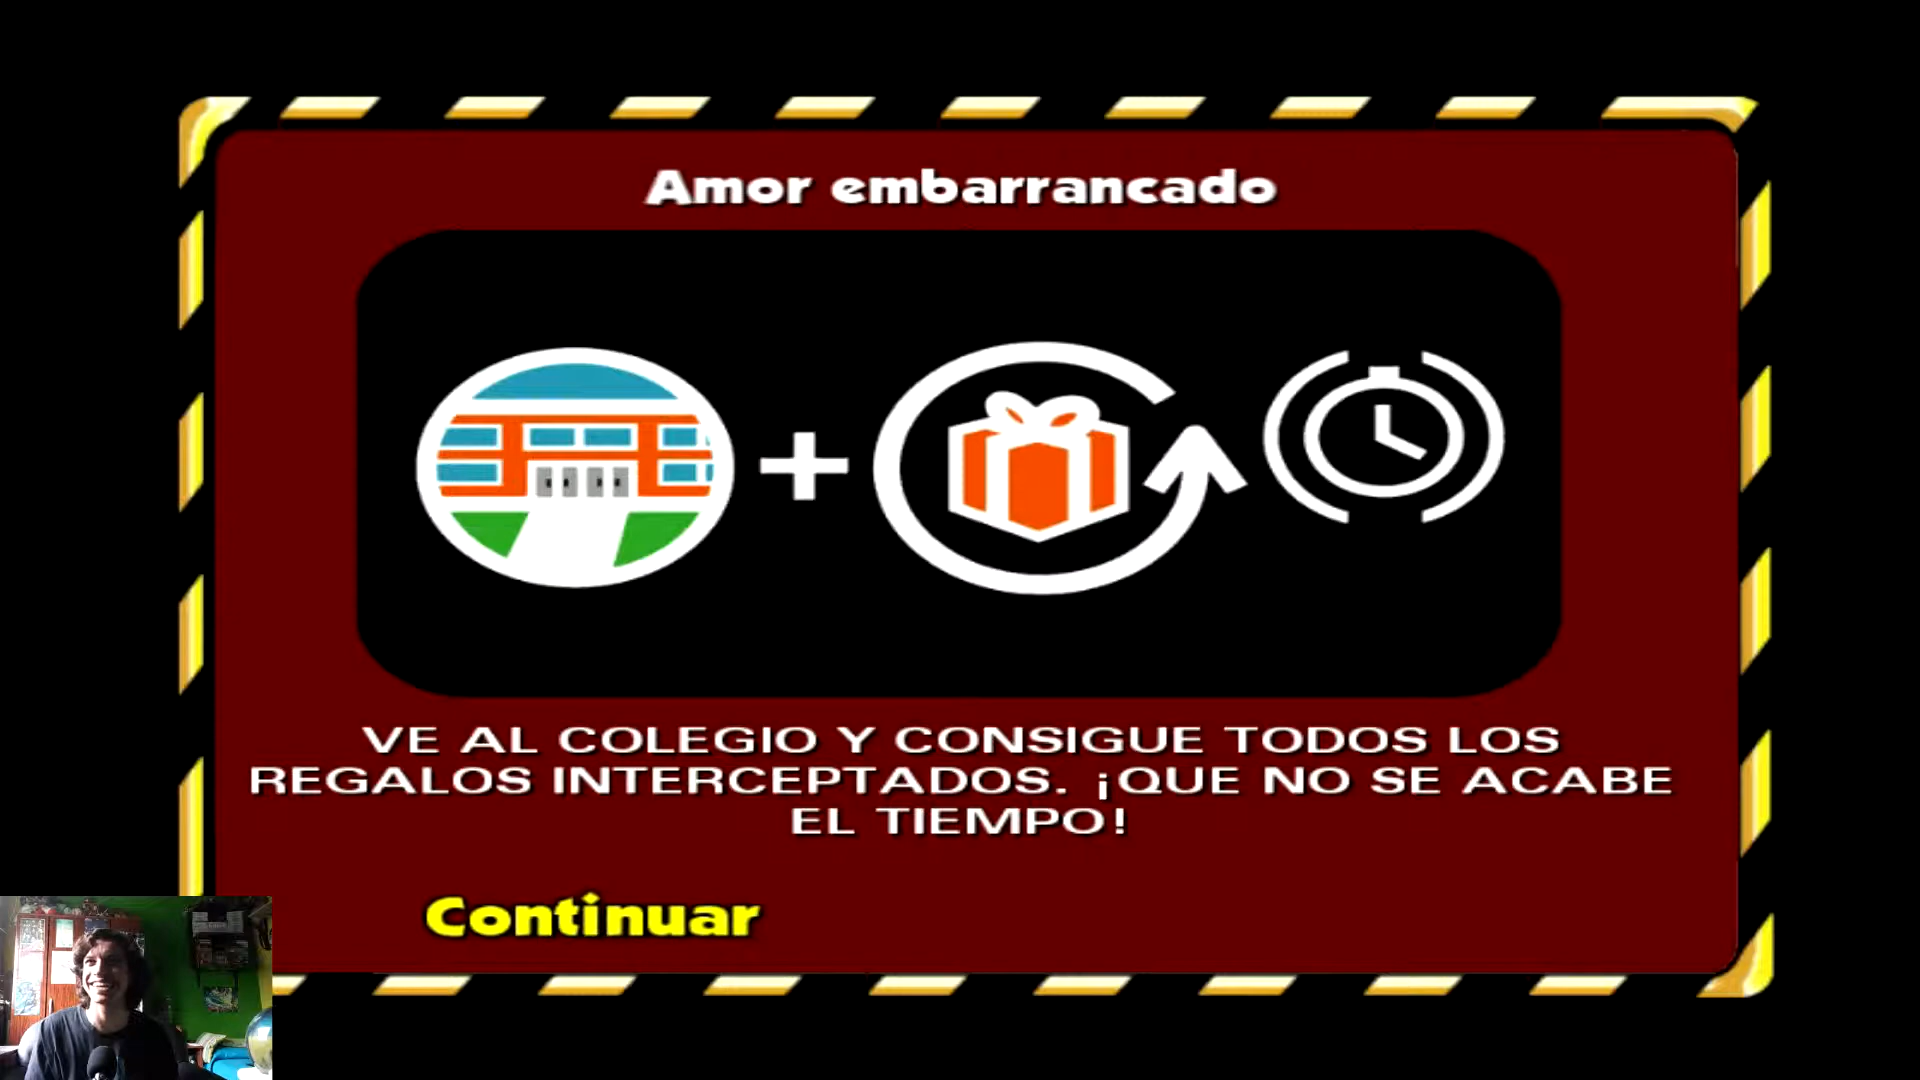 Amor embarrancado
VE AL COLEGIO Y CONSIGUE TODOS LOS
REGALOS INTERCEPTADOS. ¡QUE NO SE ACABE
EL TIEMPO!
Continuar